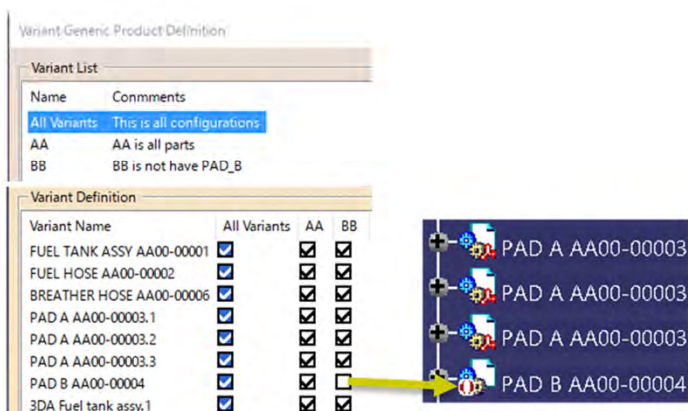 Variant Generic Product Definition
Variant List
Name Conmments
All Variants This is all configurations
AA AA is all parts
BB BB is not have PAD_B
Variant Definition
Variant Name All Variants AA BB
FUEL TANK ASSY AA00-00001
FUEL HOSE AA00-00002
BREATHER HOSE AA00-00006
PAD A AA00-00003.1
PAD A AA00-00003.2
PAD A AA00-00003.3
PAD B AA00-00004
3DA Fuel tank assy.1
PAD A AA00-00003
PAD A AA00-00003
PAD A AA00-00003
PAD B AA00-00004